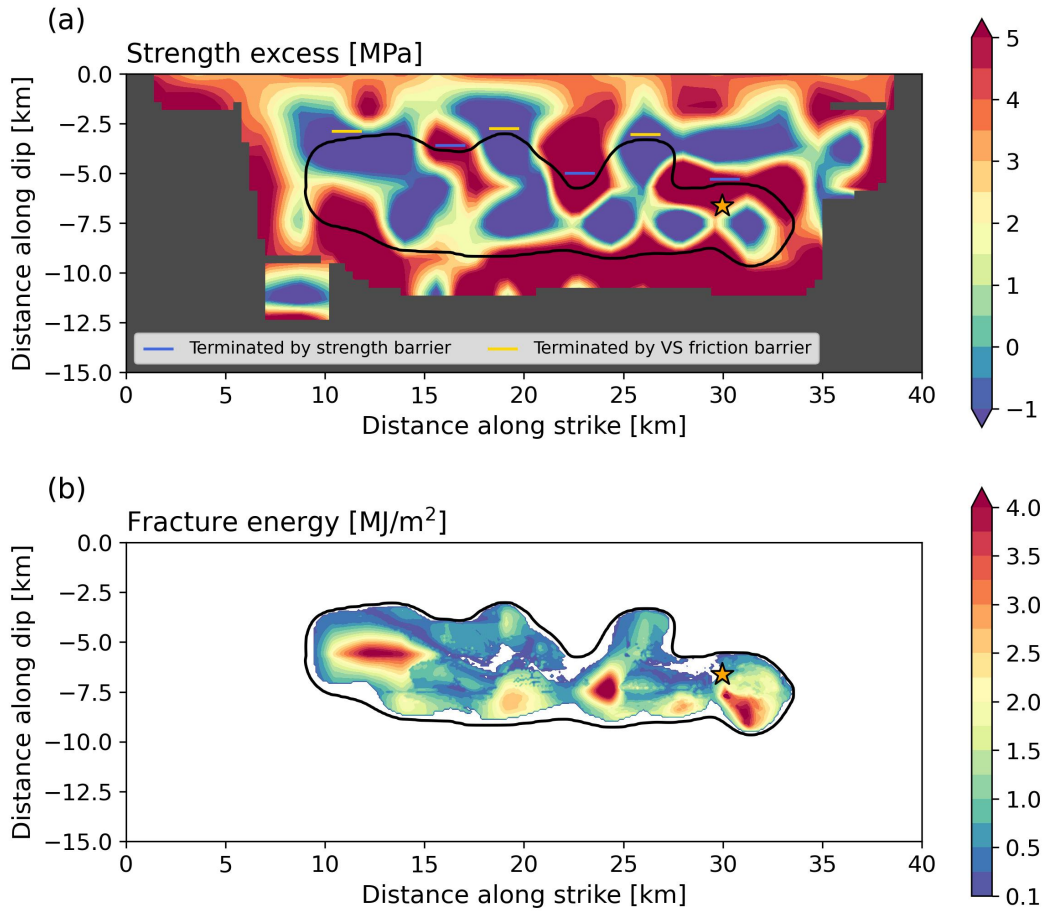 (a)
Strength excess [MPa]
Distance along dip [km]
0.0
−2.5
−5.0
−7.5
−10.0
−12.5
−15.0
Terminated by strength barrier
Terminated by VS friction barrier
0 5 10 15 20 25 30 35 40
Distance along strike [km]
5
4
3
2
1
0
−1
(b)
Fracture energy [MJ/m²]
Distance along dip [km]
0.0
−2.5
−5.0
−7.5
−10.0
−12.5
−15.0
0 5 10 15 20 25 30 35 40
Distance along strike [km]
4.0
3.5
3.0
2.5
2.0
1.5
1.0
0.5
0.1